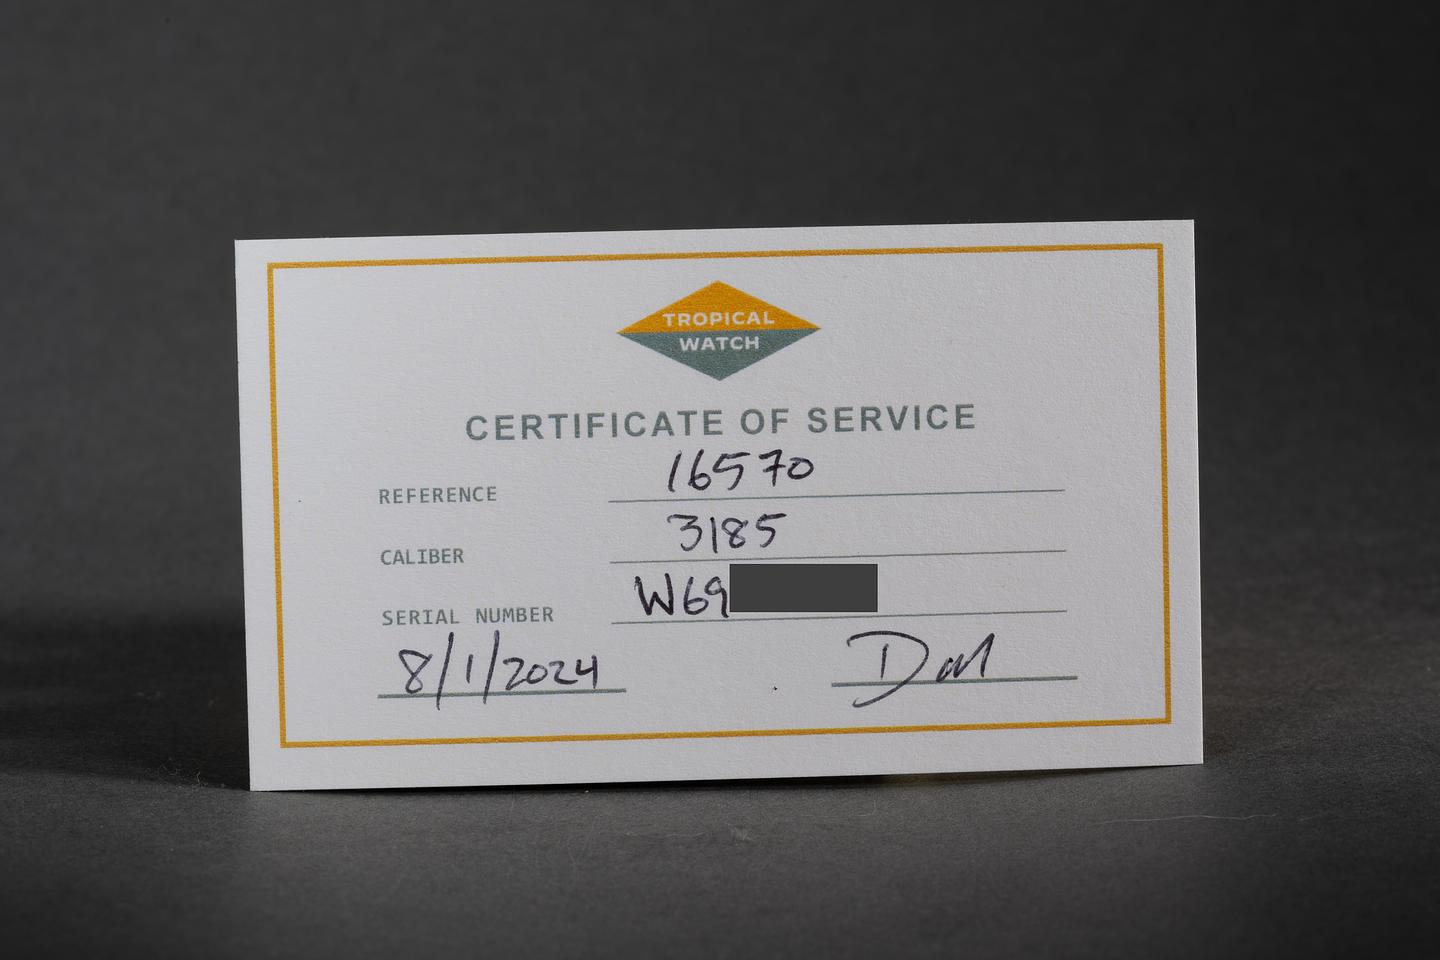 TROPICAL
WATCH
CERTIFICATE OF SERVICE
REFERENCE 16570
CALIBER 3185
SERIAL NUMBER W69
8/1/2024